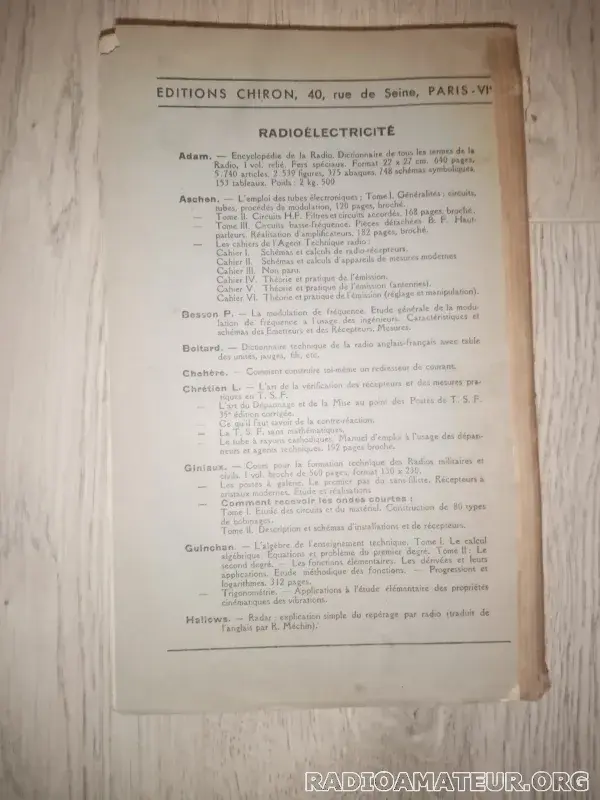 EDITIONS CHIRON, 40, rue de Seine, PARIS-VIᵉ
RADIOÉLECTRICITÉ
Adam. — Encyclopédie de la Radio. Dictionnaire de tous les termes de la
Radio, 1 vol. relié. Fers spéciaux. Format 22 x 27 cm. 640 pages,
5.740 articles. 2.539 figures, 375 abaques. 748 schémas symboliques.
153 tableaux. Poids : 2 kg. 500
Aschen. — L'emploi des tubes électroniques ; Tome I. Généralités : circuits,
tubes, procédés de modulation, 120 pages, broché.
— Tome II. Circuits H.F. Filtres et circuits accordés. 168 pages, broché.
— Tome III. Circuits basse-fréquence. Pièces détachées B. F. Haut-
parleurs. Réalisation d'amplificateurs, 182 pages, broché.
— Les cahiers de l'Agent Technique radio :
Cahier I. Schémas et calculs de radio-récepteurs.
Cahier II. Schémas et calculs d'appareils de mesures modernes
Cahier III. Non paru.
Cahier IV. Théorie et pratique de l'émission.
Cahier V. Théorie et pratique de l'émission (antennes).
Cahier VI. Théorie et pratique de l'émission (réglage et manipulation).
Besson P. — La modulation de fréquence. Etude générale de la modu-
lation de fréquence à l'usage des ingénieurs. Caractéristiques et
schémas des Emetteurs et des Récepteurs. Mesures.
Boitard. — Dictionnaire technique de la radio anglais-français avec table
des unités, jauges, fils, etc.
Chehère. — Comment construire soi-même un redresseur de courant.
Chrétien L. — L'art de la vérification des récepteurs et des mesures pra-
tiques en T. S. F.
— L'art du Dépannage et de la Mise au point des Postes de T. S. F.
édition corrigée.
— Ce qu'il faut savoir de la contre-réaction.
— La T. S. F. sans mathématiques.
— Le tube à rayons cathodiques. Manuel d'emploi à l'usage des dépan-
neurs et agents techniques. 192 pages broché.
Giniaux. — Cours pour la formation technique des Radios militaires et
civils. 1 vol. broché de 560 pages, format 130 x 210.
— Les postes à galène. Le premier pas du sans-filiste. Récepteurs à
cristaux modernes. Etude et réalisations
— Comment recevoir les ondes courtes :
Tome I. Etude des circuits et du matériel. Construction de 80 types
de bobinages.
Tome II. Description et schémas d'installations et de récepteurs.
Guinchan. — L'algèbre de l'enseignement technique. Tome I. Le calcul
algébrique. Equations et problème du premier degré. Tome II : Le
second degré. — Les fonctions élémentaires. Les dérivées et leurs
applications. Etude méthodique des fonctions. — Progressions et
logarithmes. 312 pages.
— Trigonométrie. — Applications à l'étude élémentaire des propriétés
cinématiques des vibrations.
Hallows. — Radar : explication simple du repérage par radio (traduit de
l'anglais par R. Méchin).
RADIOAMATEUR.ORG